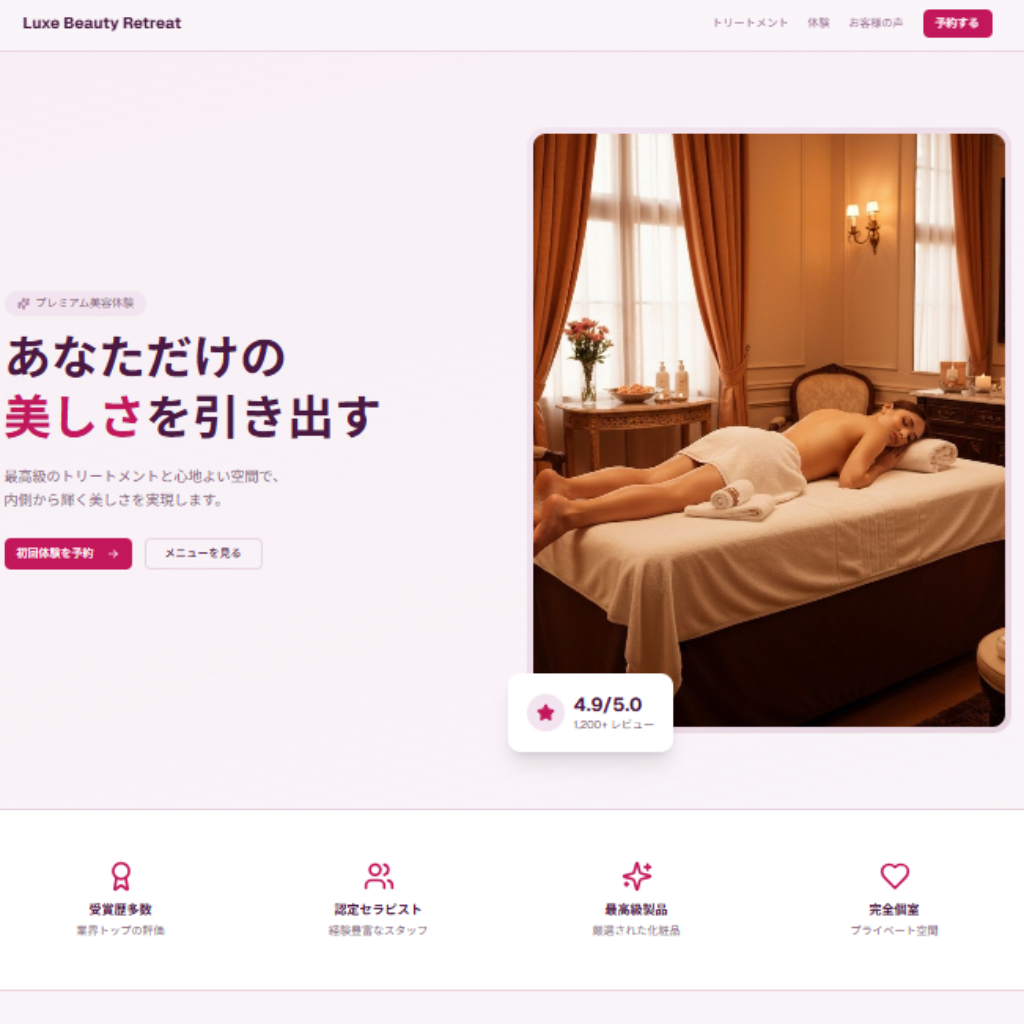 Luxe Beauty Retreat
トリートメント 体験 お客様の声 予約する
プレミアム美容体験
あなただけの
美しさを引き出す
最高級のトリートメントと心地よい空間で、
内側から輝く美しさを実現します。
初回体験を予約 → メニューを見る
4.9/5.0
1,200+ レビュー
受賞歴多数
業界トップの評価
認定セラピスト
経験豊富なスタッフ
最高級製品
厳選された化粧品
完全個室
プライベート空間